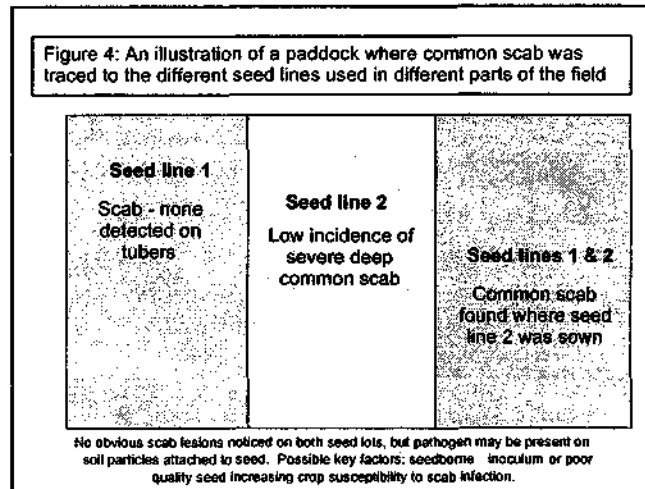 Figure 4: An illustration of a paddock where common scab was
traced to the different seed lines used in different parts of the field
Seed line 1
Scab - none
detected on
tubers
Seed line 2
Low incidence of
severe deep
common scab
Seed lines 1 & 2
Common scab
found where seed
line 2 was sown
No obvious scab lesions noticed on both seed lots, but pathogen may be present on
soil particles attached to seed. Possible key factors: seedborne inoculum or poor
quality seed increasing crop susceptibility to scab infection.